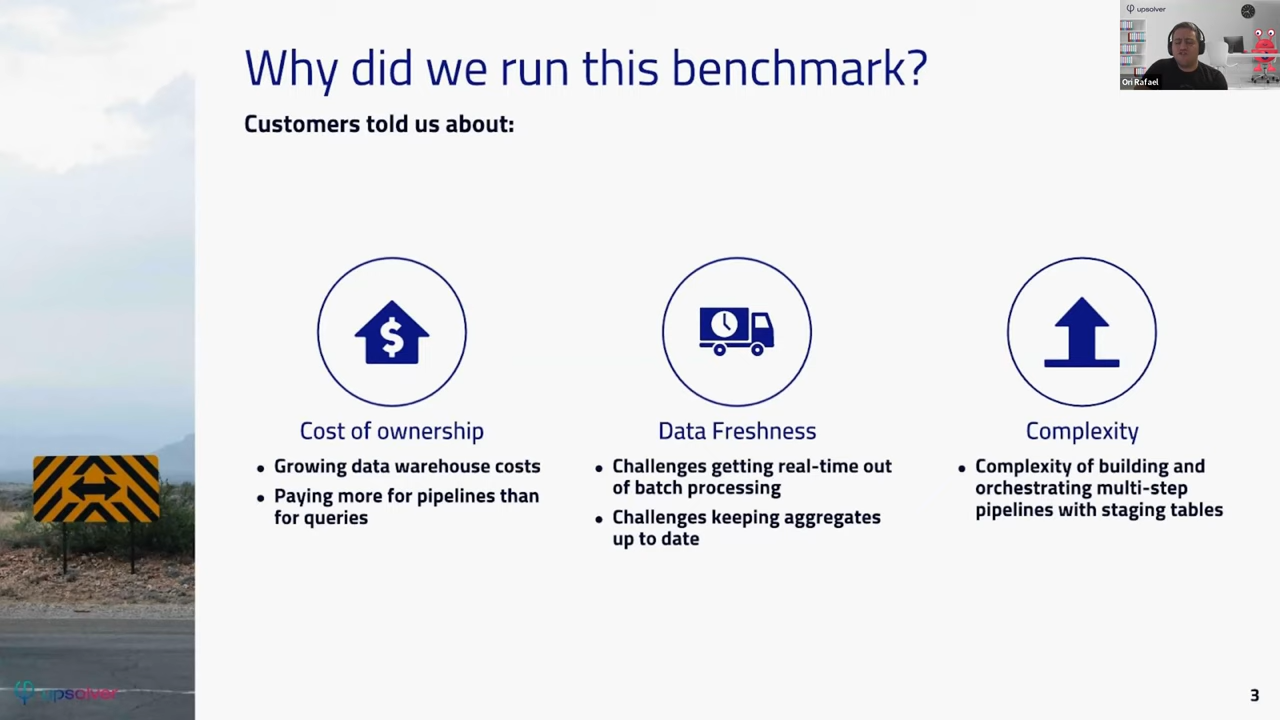 upsolver
Ori Rafael
Why did we run this benchmark?
Customers told us about:
$
Cost of ownership
• Growing data warehouse costs
• Paying more for pipelines than
for queries
Data Freshness
• Challenges getting real-time out
of batch processing
• Challenges keeping aggregates
up to date
Complexity
• Complexity of building and
orchestrating multi-step
pipelines with staging tables
upsolver
3